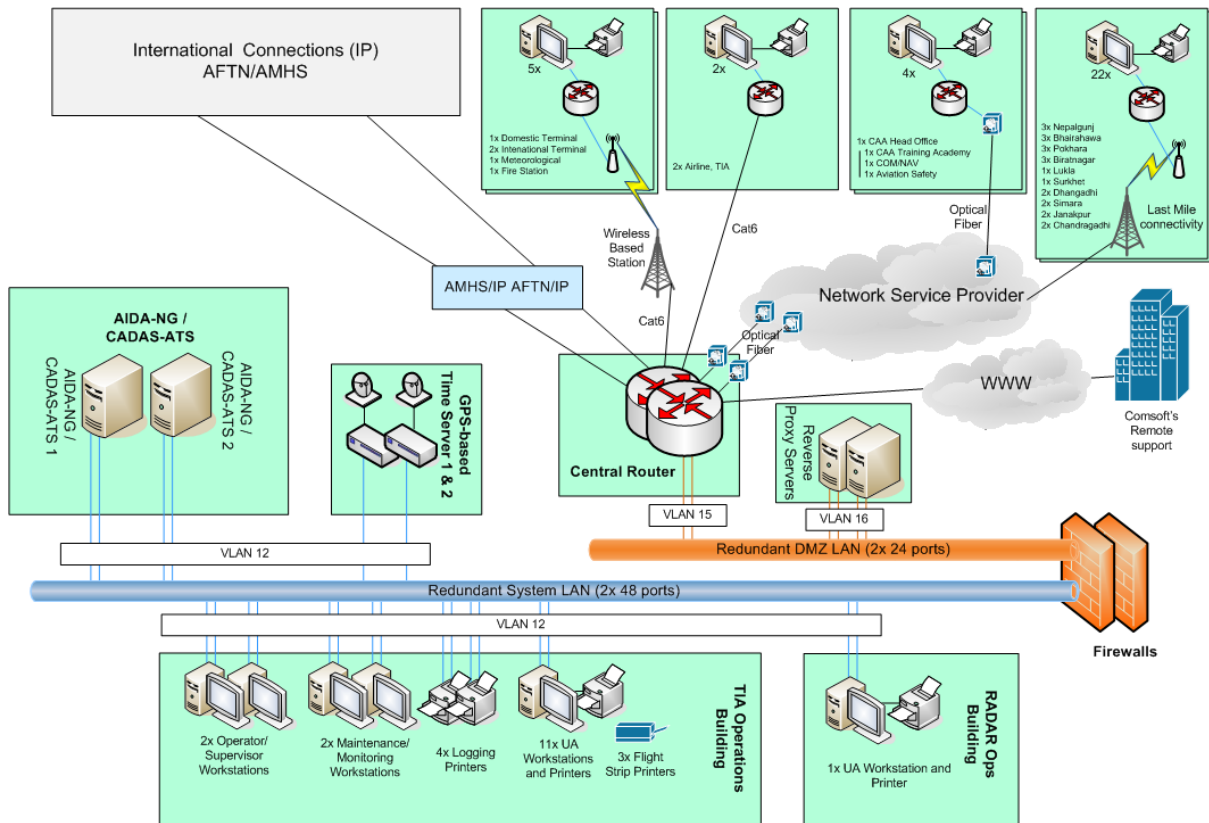 International Connections (IP)
AFTN/AMHS
5x
1x Domestic Terminal
2x Intenational Terminal
1x Meteorological
1x Fire Station
2x
2x Airline, TIA
4x
1x CAA Head Office
1x CAA Training Academy
1x COM/NAV
1x Aviation Safety
22x
3x Nepalgunj
3x Bhairahawa
3x Pokhara
3x Biratnagar
1x Lukla
1x Surkhet
2x Dhangadhi
2x Simara
2x Janakpur
2x Chandragadhi
Last Mile
connectivity
Wireless
Based
Station
Cat6
Cat6
Optical
Fiber
Network Service Provider
Optical
Fiber
AMHS/IP AFTN/IP
AIDA-NG /
CADAS-ATS
AIDA-NG /
CADAS-ATS 1
AIDA-NG /
CADAS-ATS 2
GPS-based
Time Server 1 & 2
Central Router
Reverse
Proxy Servers
WWW
Comsoft's
Remote
support
VLAN 15
VLAN 16
VLAN 12
Redundant DMZ LAN (2x 24 ports)
Redundant System LAN (2x 48 ports)
VLAN 12
Firewalls
2x Operator/
Supervisor
Workstations
2x Maintenance/
Monitoring
Workstations
4x Logging
Printers
11x UA
Workstations
and Printers
3x Flight
Strip Printers
TIA Operations
Building
1x UA Workstation and
Printer
RADAR Ops
Building